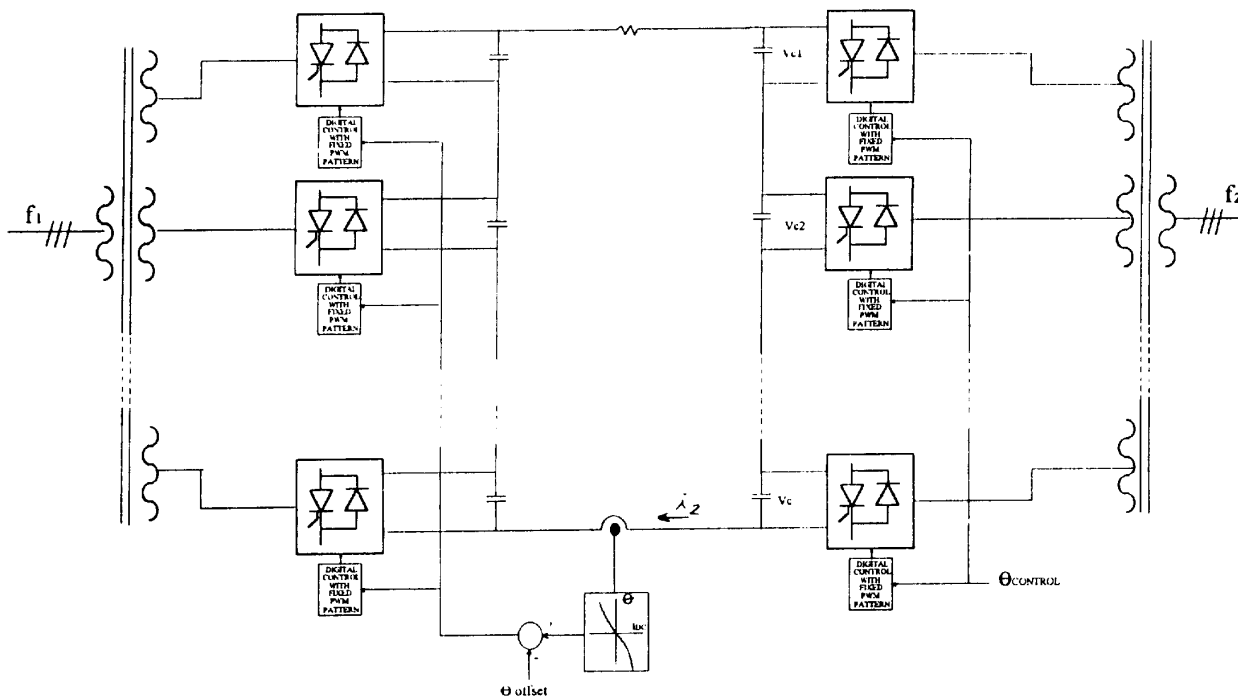 Vc1
DIGITAL
CONTROL
WITH
FIXED
PWM
PATTERN
DIGITAL
CONTROL
WITH
FIXED
PWM
PATTERN
f1
f2
Vc2
DIGITAL
CONTROL
WITH
FIXED
PWM
PATTERN
DIGITAL
CONTROL
WITH
FIXED
PWM
PATTERN
Vc
i2
DIGITAL
CONTROL
WITH
FIXED
PWM
PATTERN
DIGITAL
CONTROL
WITH
FIXED
PWM
PATTERN
ΘCONTROL
Θ
IDC
Θ offset